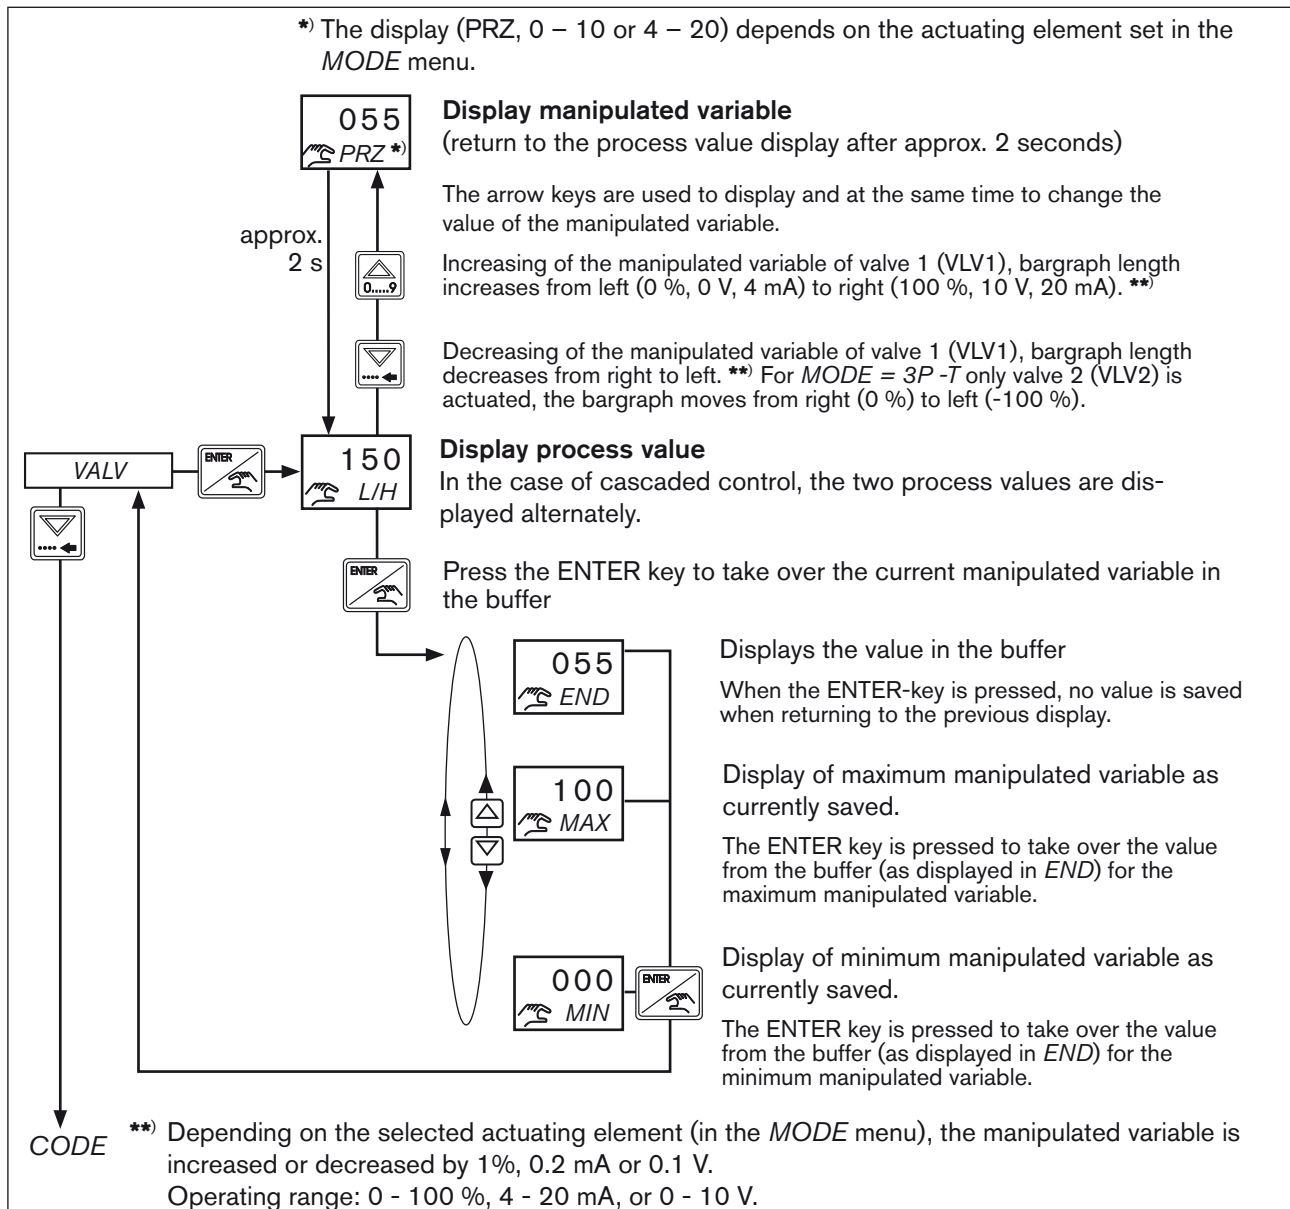 *) The display (PRZ, 0 – 10 or 4 – 20) depends on the actuating element set in the
MODE menu.
055
PRZ *)
Display manipulated variable
(return to the process value display after approx. 2 seconds)
The arrow keys are used to display and at the same time to change the
value of the manipulated variable.
approx.
2 s
0.....9
Increasing of the manipulated variable of valve 1 (VLV1), bargraph length
increases from left (0 %, 0 V, 4 mA) to right (100 %, 10 V, 20 mA). **)
Decreasing of the manipulated variable of valve 1 (VLV1), bargraph length
decreases from right to left. **) For MODE = 3P -T only valve 2 (VLV2) is
actuated, the bargraph moves from right (0 %) to left (-100 %).
VALV
ENTER
150
L/H
Display process value
In the case of cascaded control, the two process values are dis-
played alternately.
ENTER
Press the ENTER key to take over the current manipulated variable in
the buffer
055
END
Displays the value in the buffer
When the ENTER-key is pressed, no value is saved
when returning to the previous display.
100
MAX
Display of maximum manipulated variable as
currently saved.
The ENTER key is pressed to take over the value
from the buffer (as displayed in END) for the
maximum manipulated variable.
000
MIN
ENTER
Display of minimum manipulated variable as
currently saved.
The ENTER key is pressed to take over the value
from the buffer (as displayed in END) for the
minimum manipulated variable.
CODE
**) Depending on the selected actuating element (in the MODE menu), the manipulated variable is
increased or decreased by 1%, 0.2 mA or 0.1 V.
Operating range: 0 - 100 %, 4 - 20 mA, or 0 - 10 V.